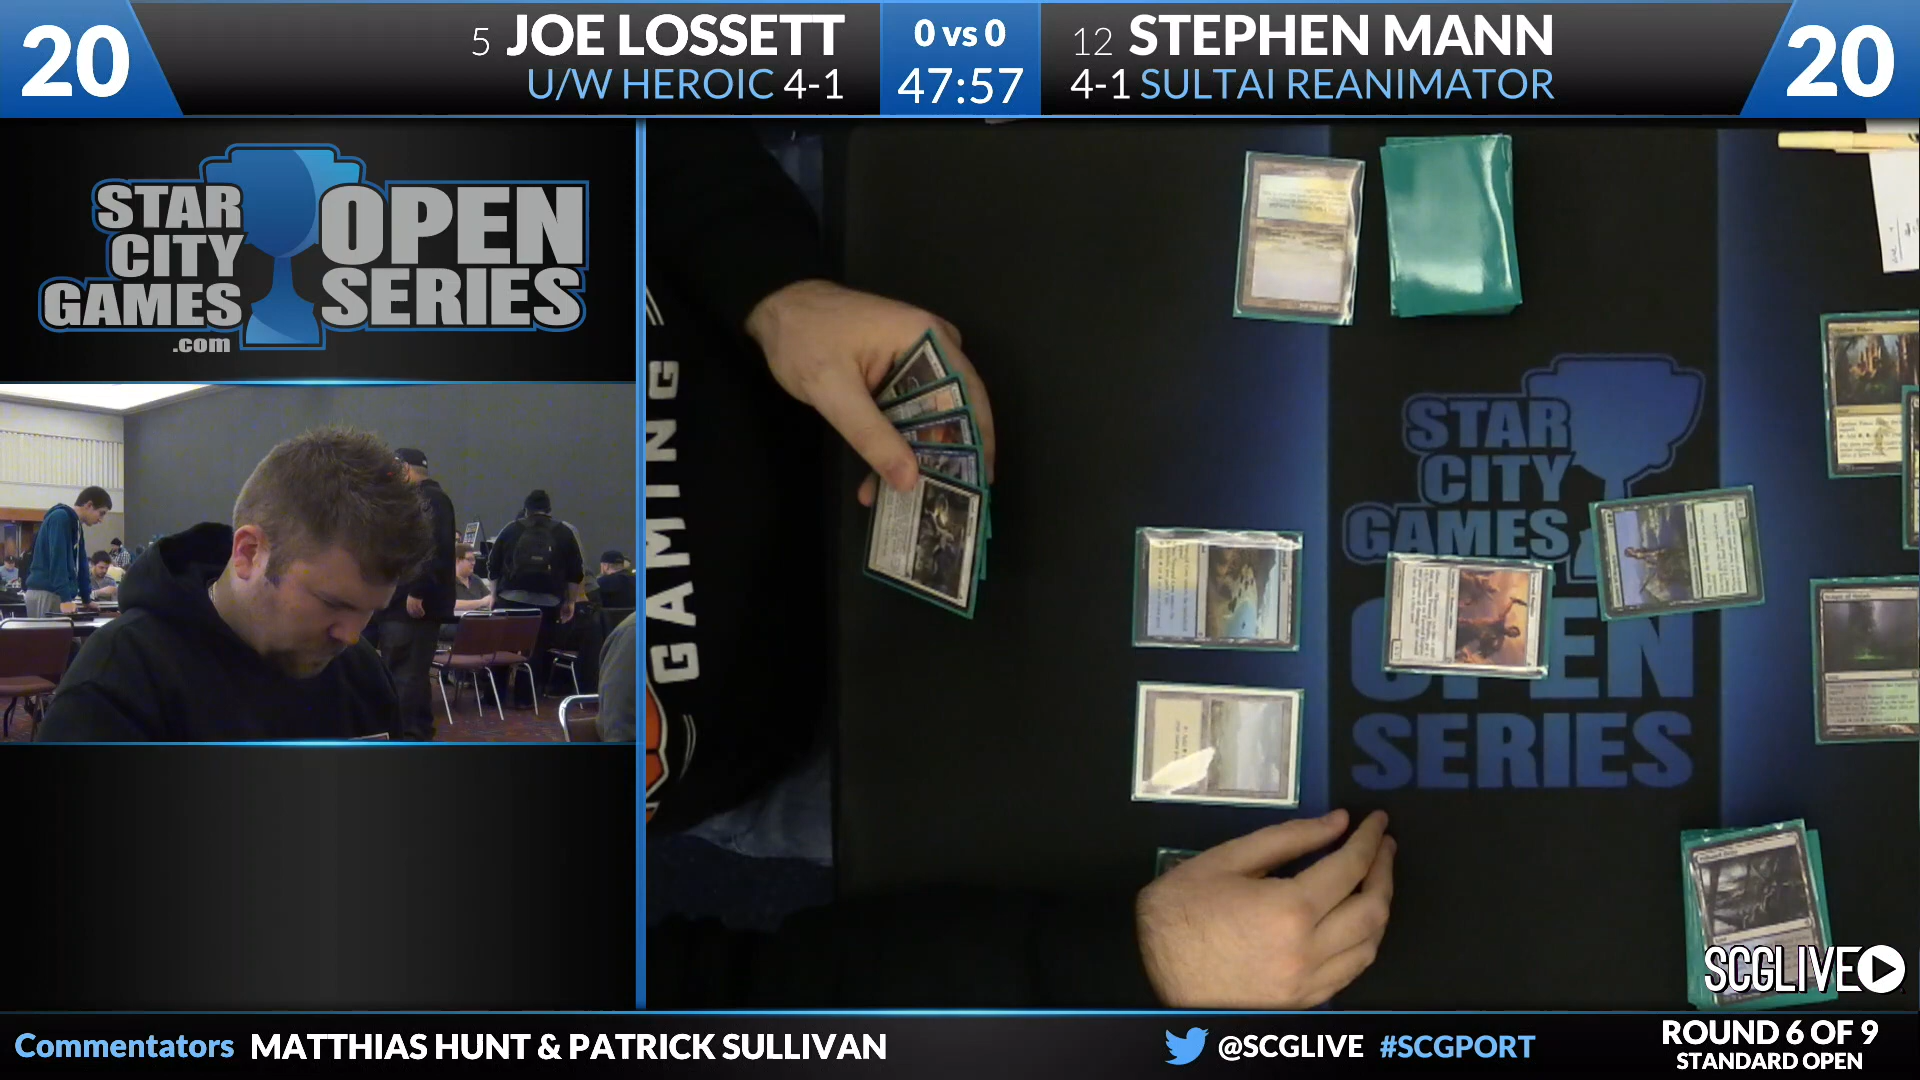 20
5 JOE LOSSETT
U/W HEROIC 4-1
0 vs 0
47:57
12 STEPHEN MANN
4-1 SULTAI REANIMATOR
20
STAR
CITY
GAMES
.com
OPEN
SERIES
GAMING
STAR
CITY
GAMES
OPEN
SERIES
SCGLIVE
Commentators MATTHIAS HUNT & PATRICK SULLIVAN
@SCGLIVE #SCGPORT
ROUND 6 OF 9
STANDARD OPEN